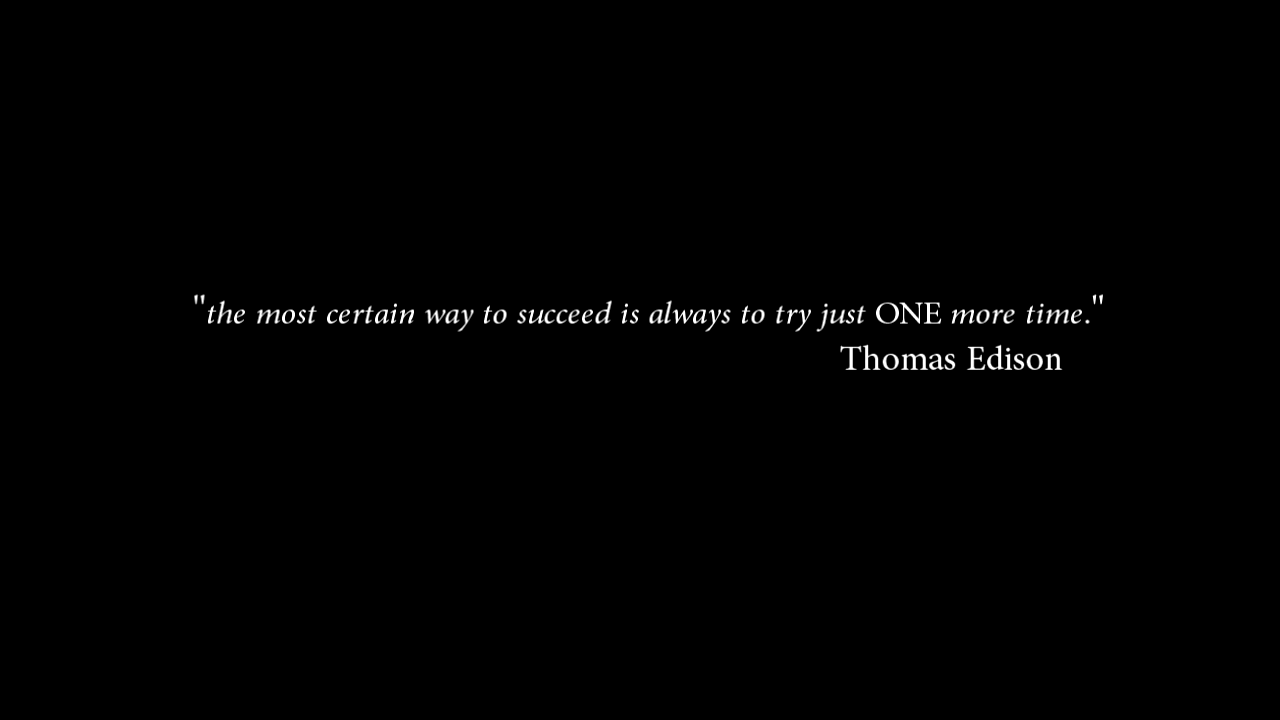 "the most certain way to succeed is always to try just ONE more time."
Thomas Edison